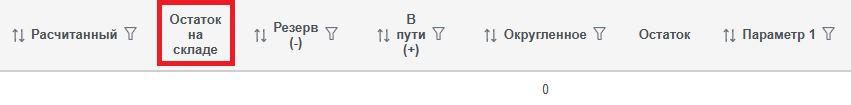 Расчитанный
Остаток
на
складе
Резерв
(-)
В
пути
(+)
Округленное
Остаток
Параметр 1
0